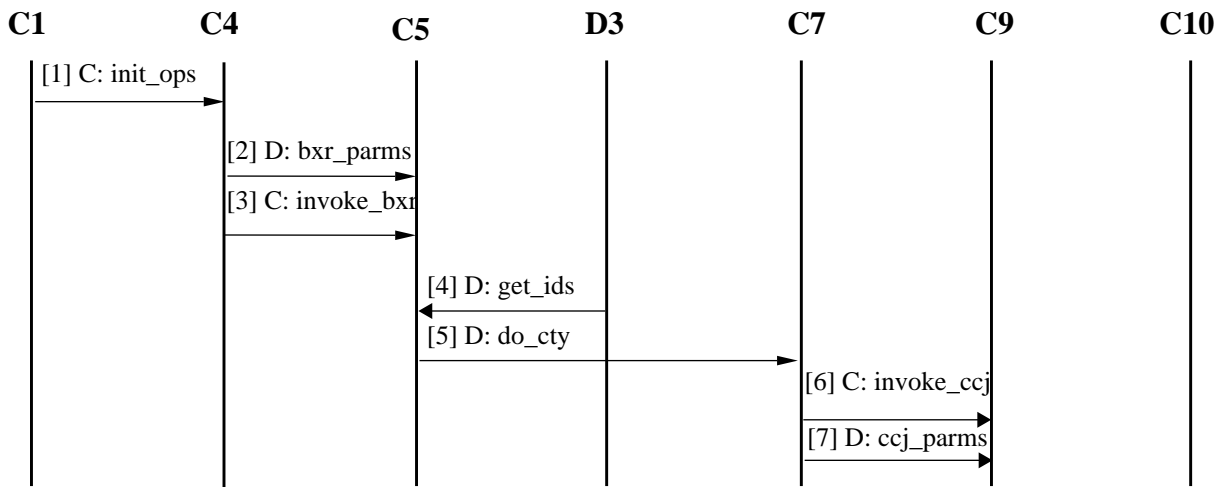 C1 C4 C5 D3 C7 C9 C10
[1] C: init_ops
[2] D: bxr_parms
[3] C: invoke_bxr
[4] D: get_ids
[5] D: do_cty
[6] C: invoke_ccj
[7] D: ccj_parms